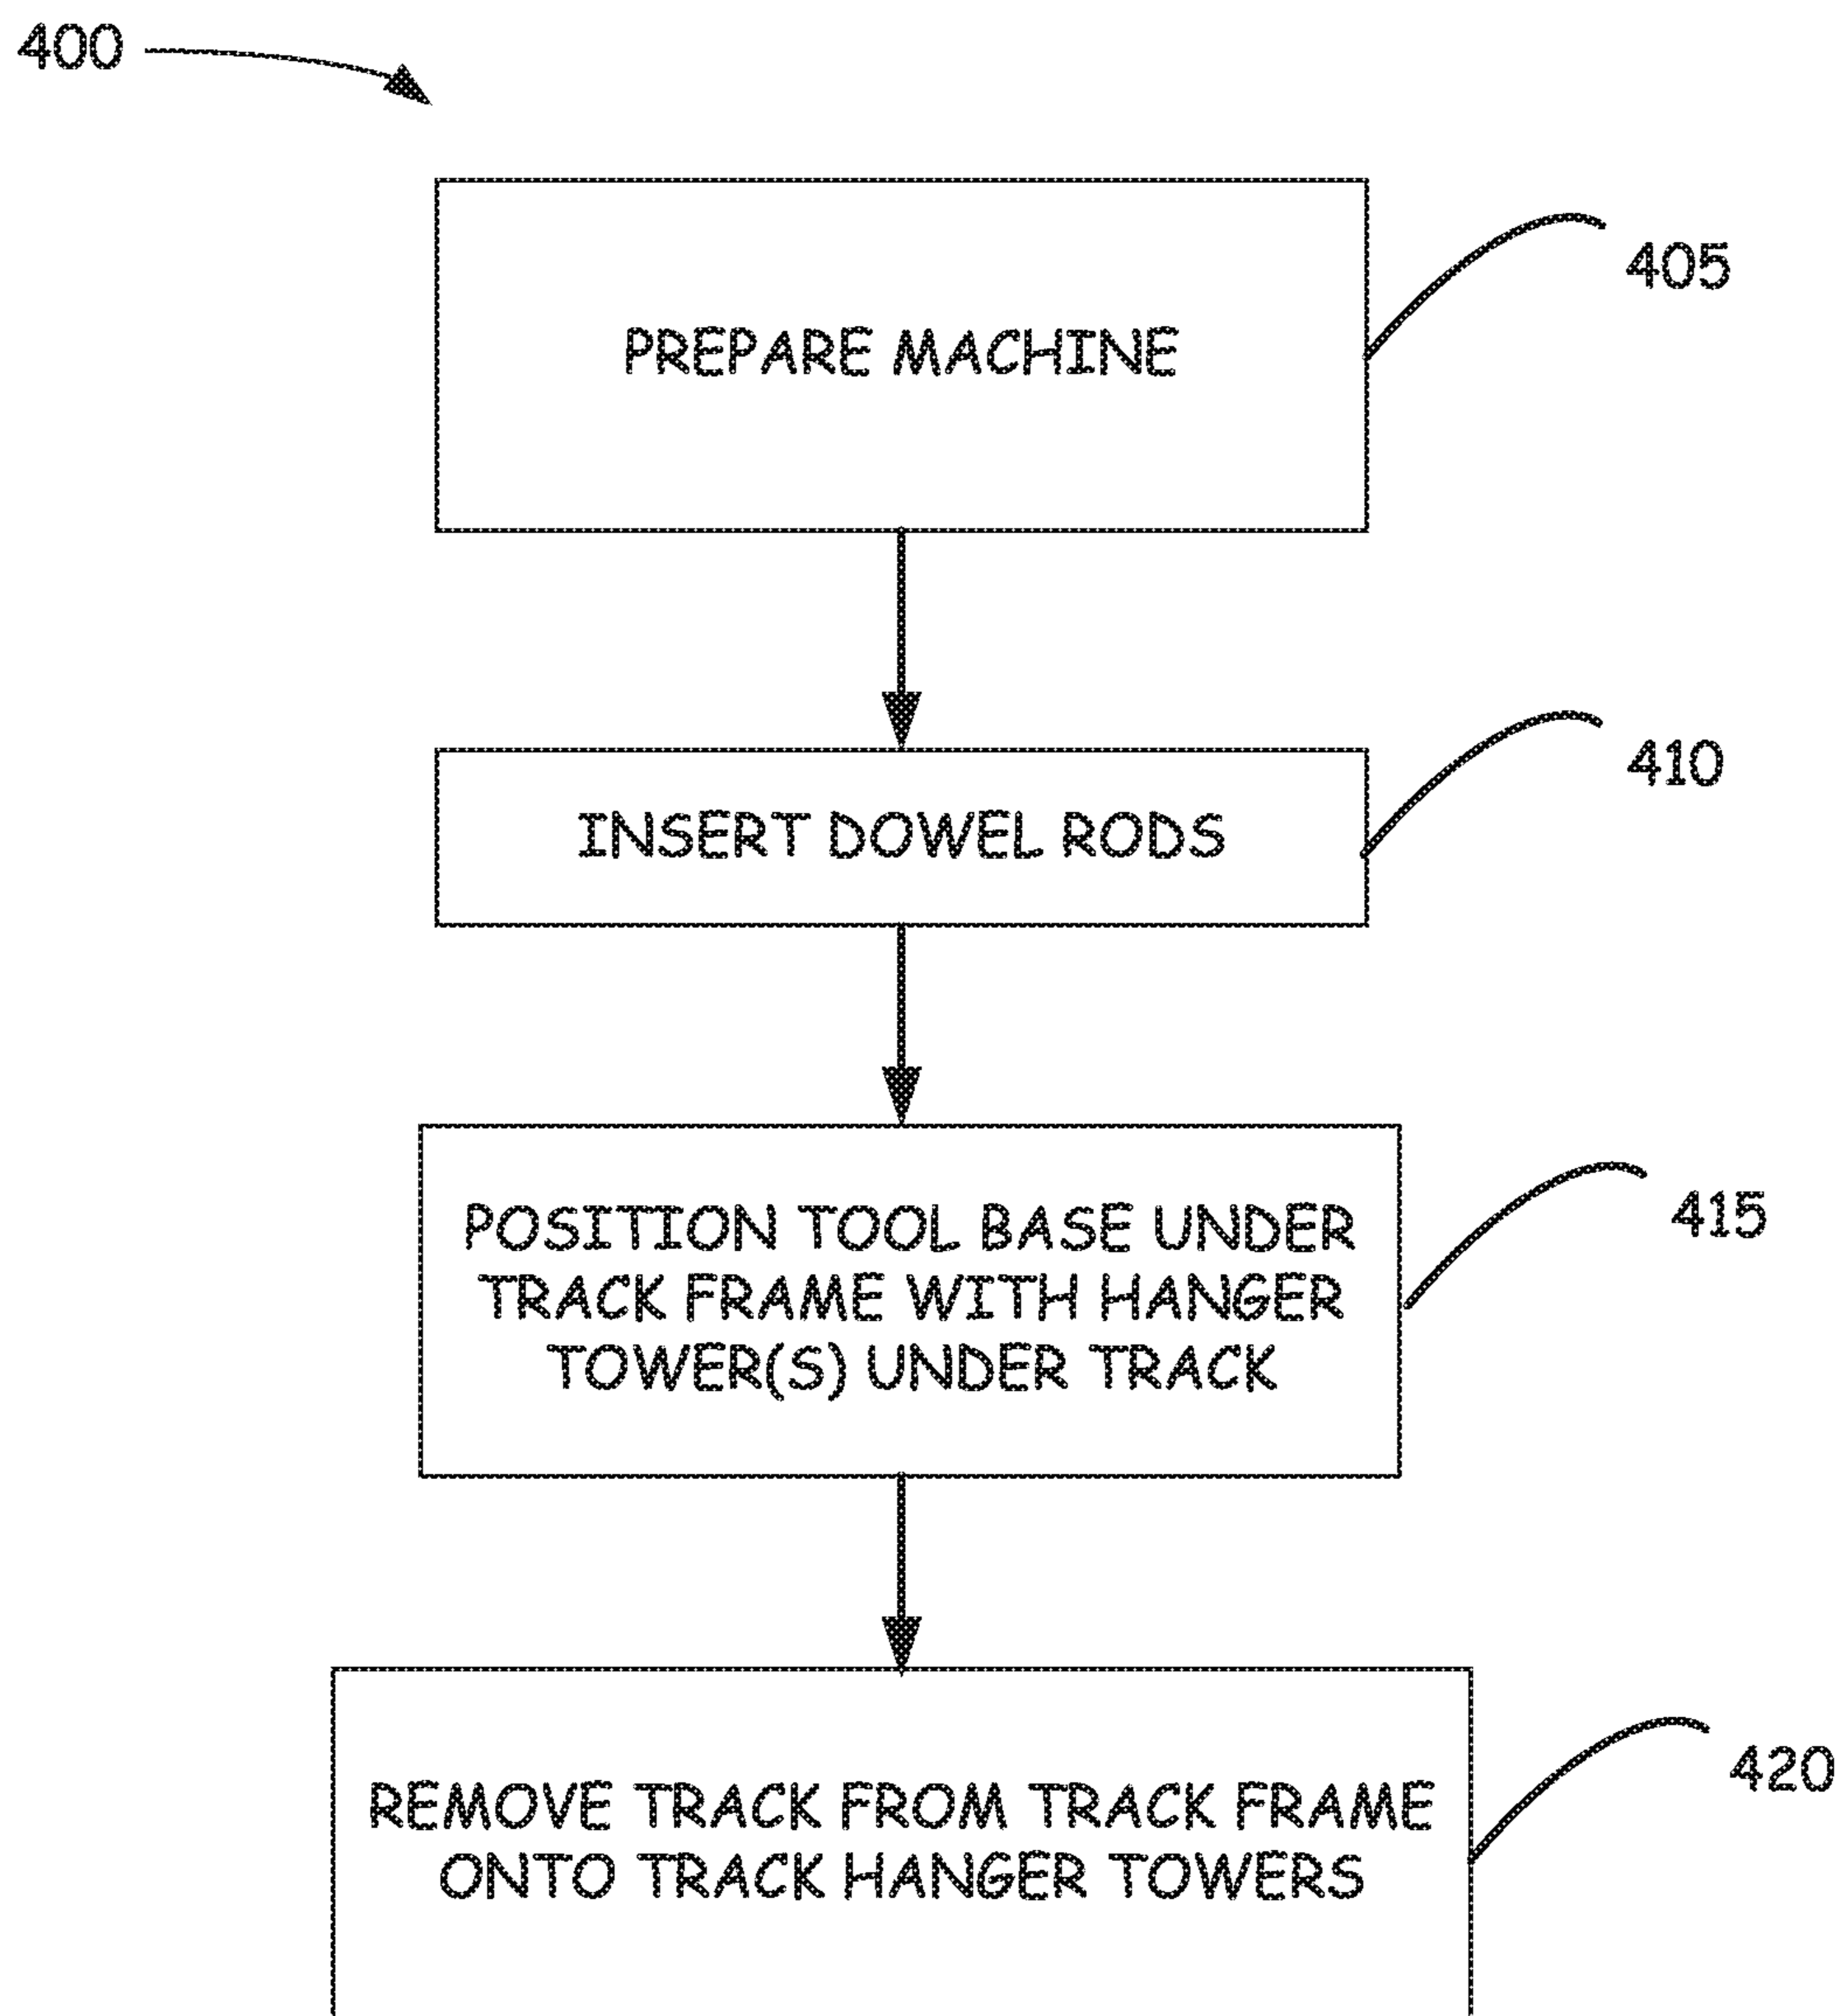 400
PREPARE MACHINE
405
INSERT DOWEL RODS
410
POSITION TOOL BASE UNDER
TRACK FRAME WITH HANGER
TOWER(S) UNDER TRACK
415
REMOVE TRACK FROM TRACK FRAME
ONTO TRACK HANGER TOWERS
420